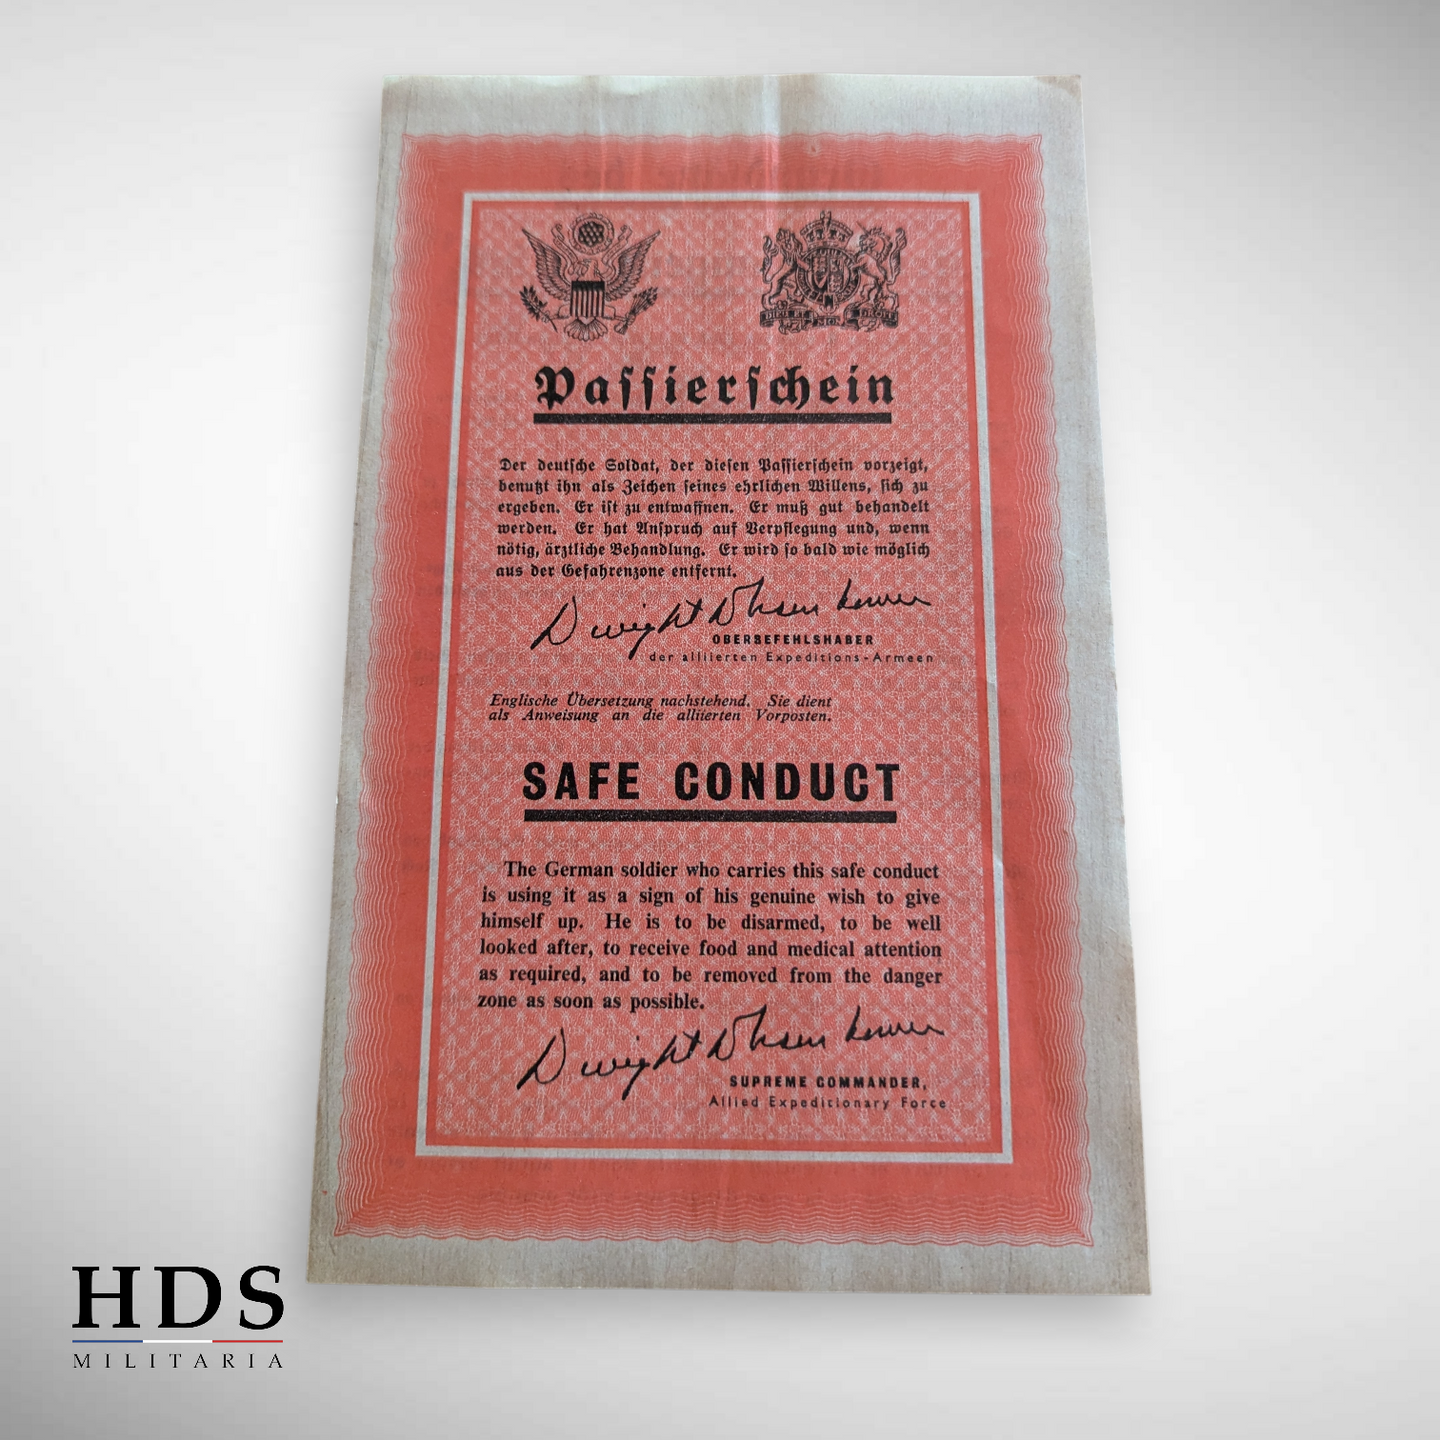 DIEU ET MON DROIT
Passierschein
Der deutsche Soldat, der diesen Passierschein vorzeigt,
benutzt ihn als Zeichen seines ehrlichen Willens, sich zu
ergeben. Er ist zu entwaffnen. Er muß gut behandelt
werden. Er hat Anspruch auf Verpflegung und, wenn
nötig, ärztliche Behandlung. Er wird so bald wie möglich
aus der Gefahrenzone entfernt.
Dwight D Eisenhower
OBERBEFEHLSHABER
der alliierten Expeditions-Armeen
Englische Übersetzung nachstehend. Sie dient
als Anweisung an die alliierten Vorposten.
SAFE CONDUCT
The German soldier who carries this safe conduct
is using it as a sign of his genuine wish to give
himself up. He is to be disarmed, to be well
looked after, to receive food and medical attention
as required, and to be removed from the danger
zone as soon as possible.
Dwight D Eisenhower
SUPREME COMMANDER,
Allied Expeditionary Force
HDS
MILITARIA